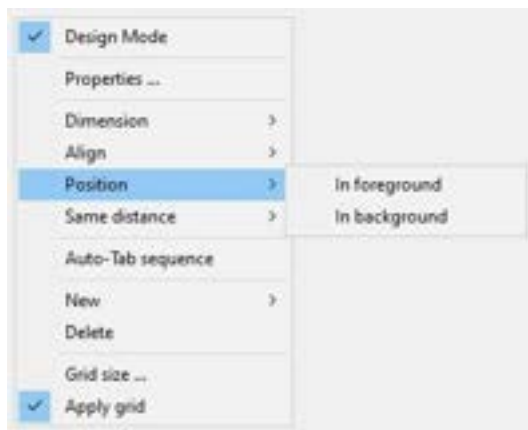 Design Mode
Properties ...
Dimension
Align
Position
In foreground
Same distance
In background
Auto-Tab sequence
New
Delete
Grid size ...
Apply grid